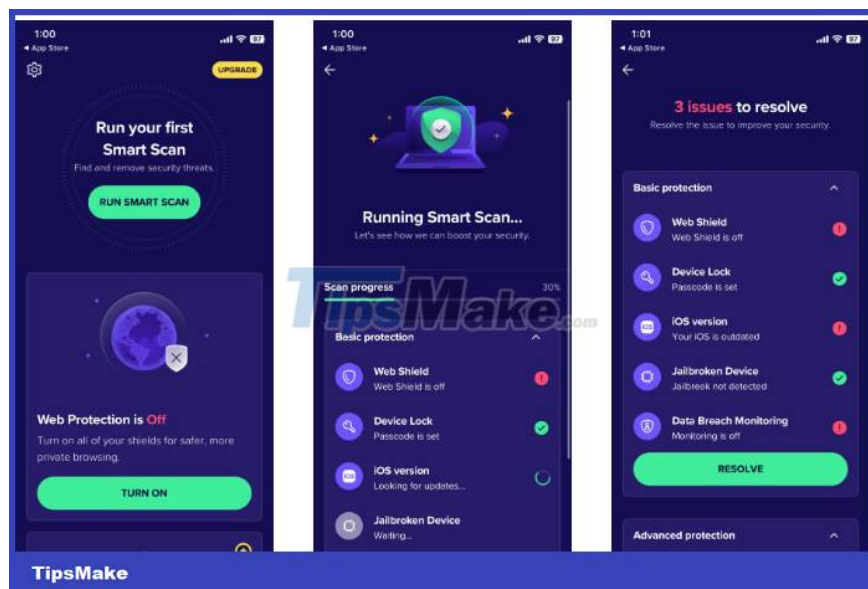 1:00
97
App Store
UPGRADE
Run your first
Smart Scan
Find and remove security threats
RUN SMART SCAN
Web Protection is Off
Turn on all of your shields for safer, more
private browsing.
TURN ON
1:00
97
App Store
Running Smart Scan...
Let's see how we can boost your security.
Scan progress
30%
Basic protection
Web Shield
Web Shield is off
Device Lock
Passcode is set
iOS
iOS version
Looking for updates...
Jailbroken Device
Waiting...
1:01
97
App Store
3 issues to resolve
Resolve the issue to improve your security.
Basic protection
Web Shield
Web Shield is off
Device Lock
Passcode is set
iOS
iOS version
Your iOS is outdated
Jailbroken Device
Jailbreak not detected
Data Breach Monitoring
Monitoring is off
RESOLVE
Advanced protection
TipsMake.com
TipsMake